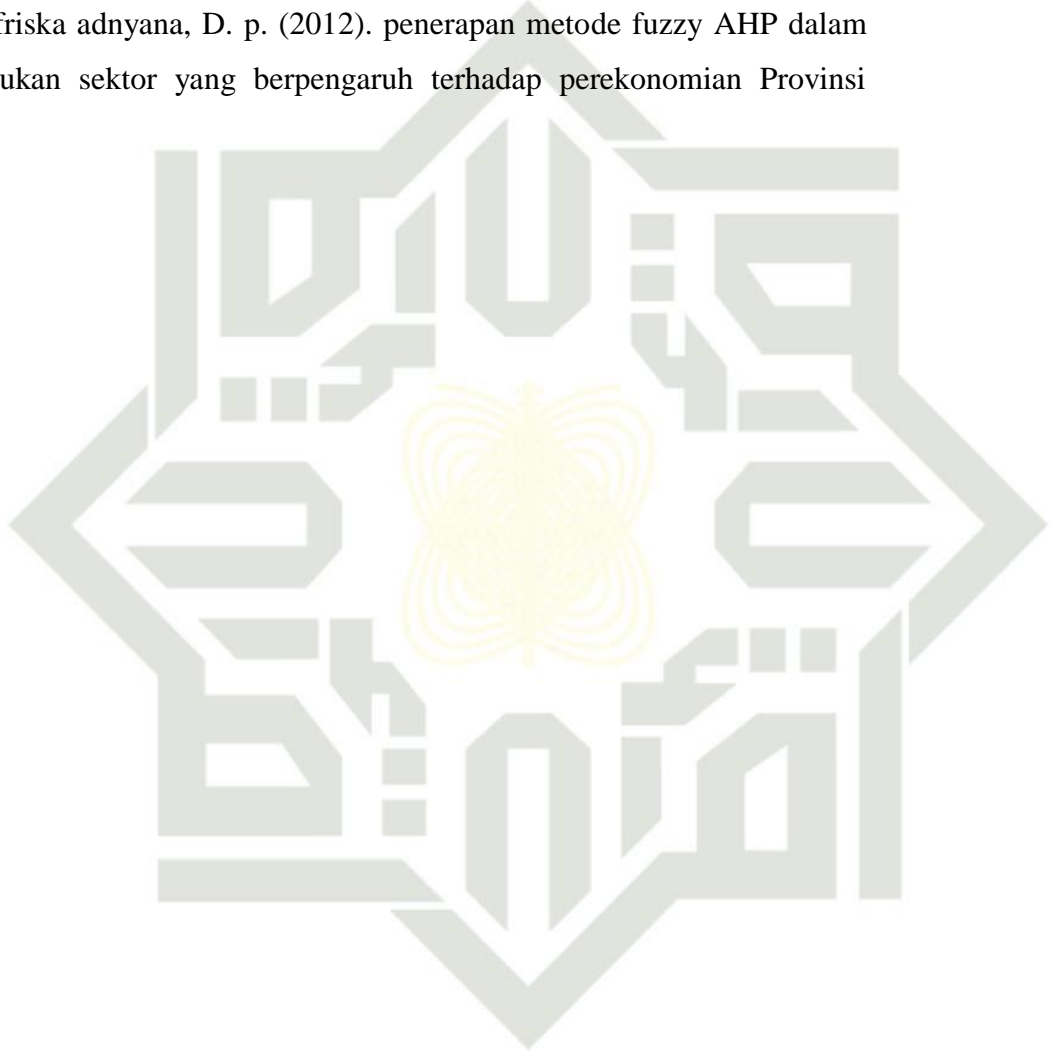 friska adnyana, D. p. (2012). penerapan metode fuzzy AHP dalam
ukan sektor yang berpengaruh terhadap perekonomian Provinsi